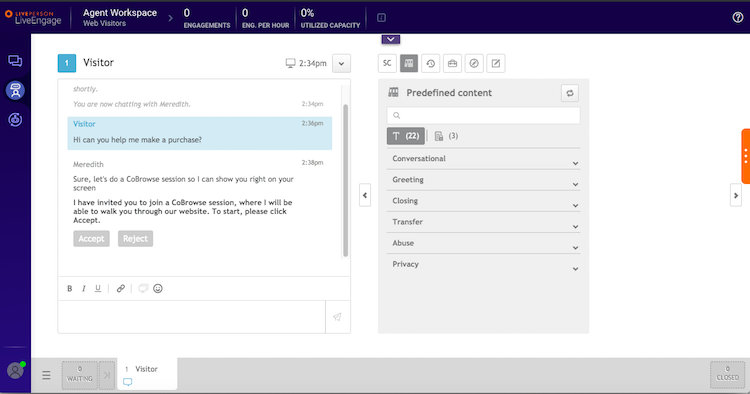 LIVEPERSON
LiveEngage
Agent Workspace
Web Visitors
0
ENGAGEMENTS
0
ENG. PER HOUR
0%
UTILIZED CAPACITY
1
Visitor
2:34pm
shortly.
You are now chatting with Meredith.
2:34pm
Visitor
2:36pm
Hi can you help me make a purchase?
Meredith
2:38pm
Sure, let's do a CoBrowse session so I can show you right on your
screen
I have invited you to join a CoBrowse session, where I will be
able to walk you through our website. To start, please click
Accept.
Accept
Reject
B
I
U
SC
Predefined content
T (22)
(3)
Conversational
Greeting
Closing
Transfer
Abuse
Privacy
0
WAITING
1 Visitor
0
CLOSED